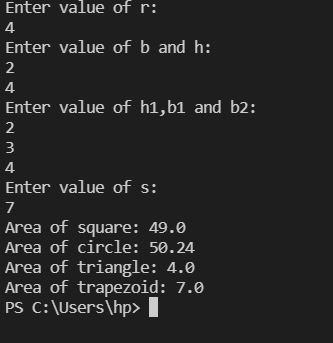 Enter value of r:
4
Enter value of b and h:
2
4
Enter value of h1,b1 and b2:
2
3
4
Enter value of s:
7
Area of square: 49.0
Area of circle: 50.24
Area of triangle: 4.0
Area of trapezoid: 7.0
PS C:\Users\hp>